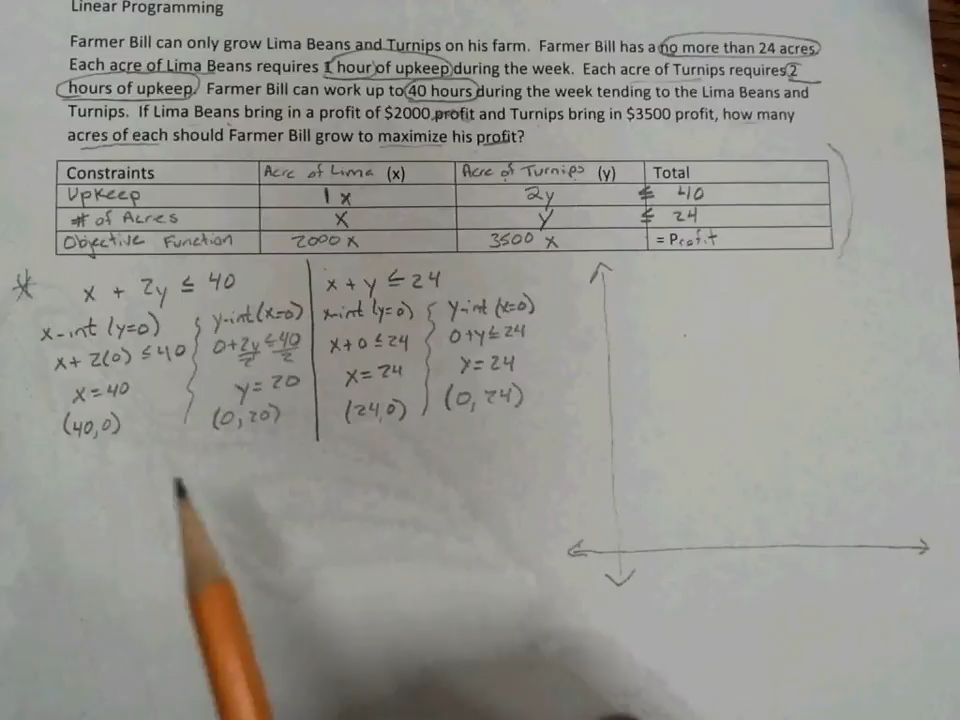 Linear Programming
Farmer Bill can only grow Lima Beans and Turnips on his farm. Farmer Bill has a no more than 24 acres.
Each acre of Lima Beans requires 1 hour of upkeep during the week. Each acre of Turnips requires 2
hours of upkeep. Farmer Bill can work up to 40 hours during the week tending to the Lima Beans and
Turnips. If Lima Beans bring in a profit of $2000 profit and Turnips bring in $3500 profit, how many
acres of each should Farmer Bill grow to maximize his profit?
Constraints Acre of Lima (x) Acre of Turnips (y) Total
Upkeep 1x 2y ≤ 40
# of Acres x y ≤ 24
Objective Function 2000x 3500x = Profit
x + 2y ≤ 40 x + y ≤ 24
x-int (y=0) y-int (x=0) x-int (y=0) y-int (x=0)
x + 2(0) ≤ 40 0+2y ≤ 40 x+0 ≤ 24 0+y ≤ 24
2 2
x=40 y=20 x=24 y=24
(40,0) (0,20) (24,0) (0,24)